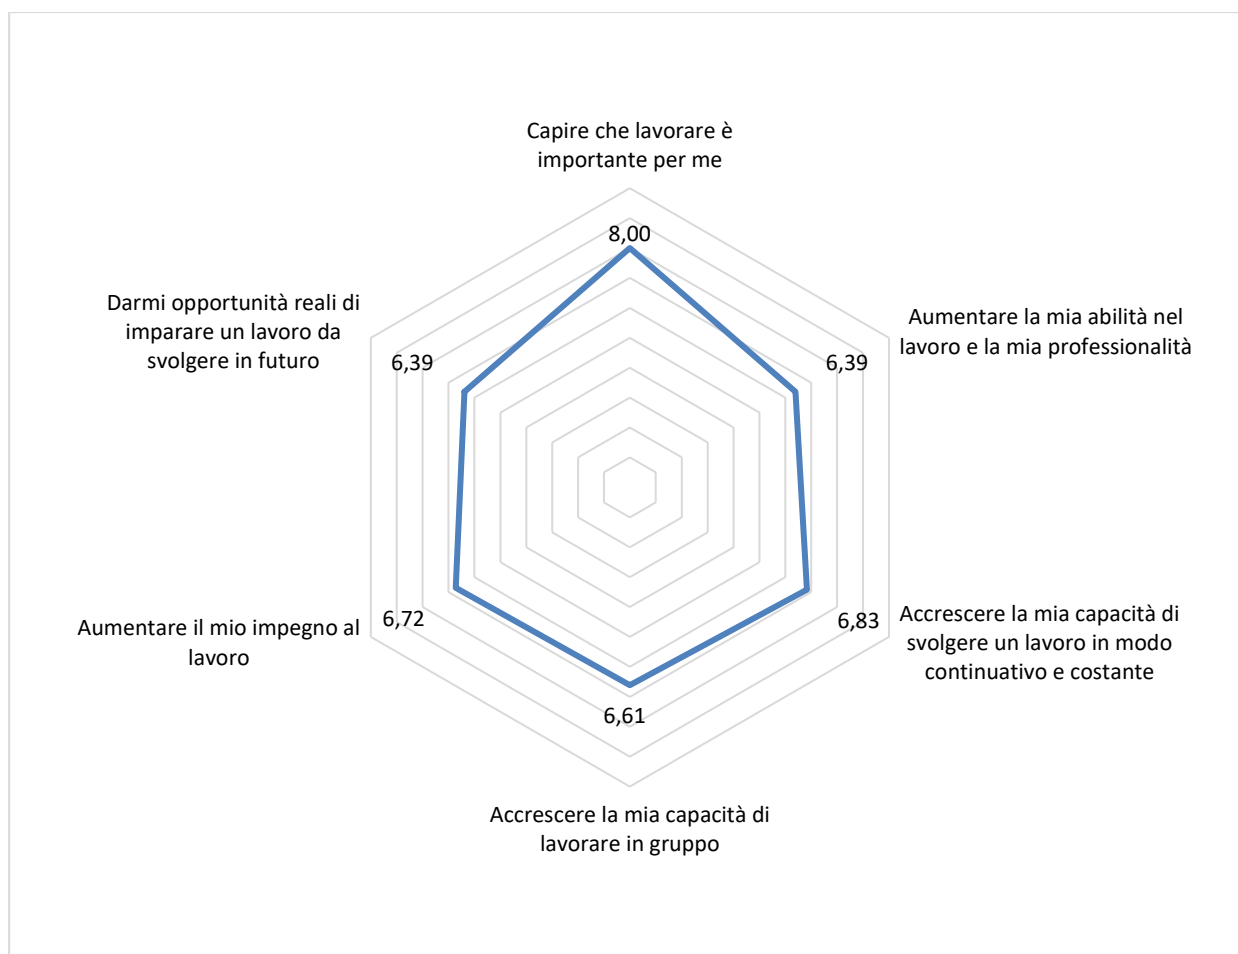 Capire che lavorare è
importante per me
8,00
Aumentare la mia abilità nel
lavoro e la mia professionalità
6,39
Accrescere la mia capacità di
svolgere un lavoro in modo
continuativo e costante
6,83
Accrescere la mia capacità di
lavorare in gruppo
6,61
Aumentare il mio impegno al
lavoro
6,72
Darmi opportunità reali di
imparare un lavoro da
svolgere in futuro
6,39